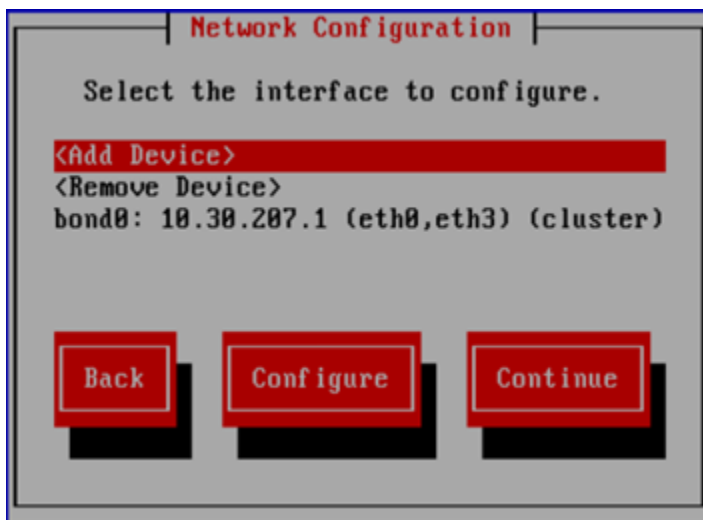 Network Configuration
Select the interface to configure.
<Add Device>
<Remove Device>
bond0: 10.30.207.1 (eth0,eth3) (cluster)
Back Configure Continue